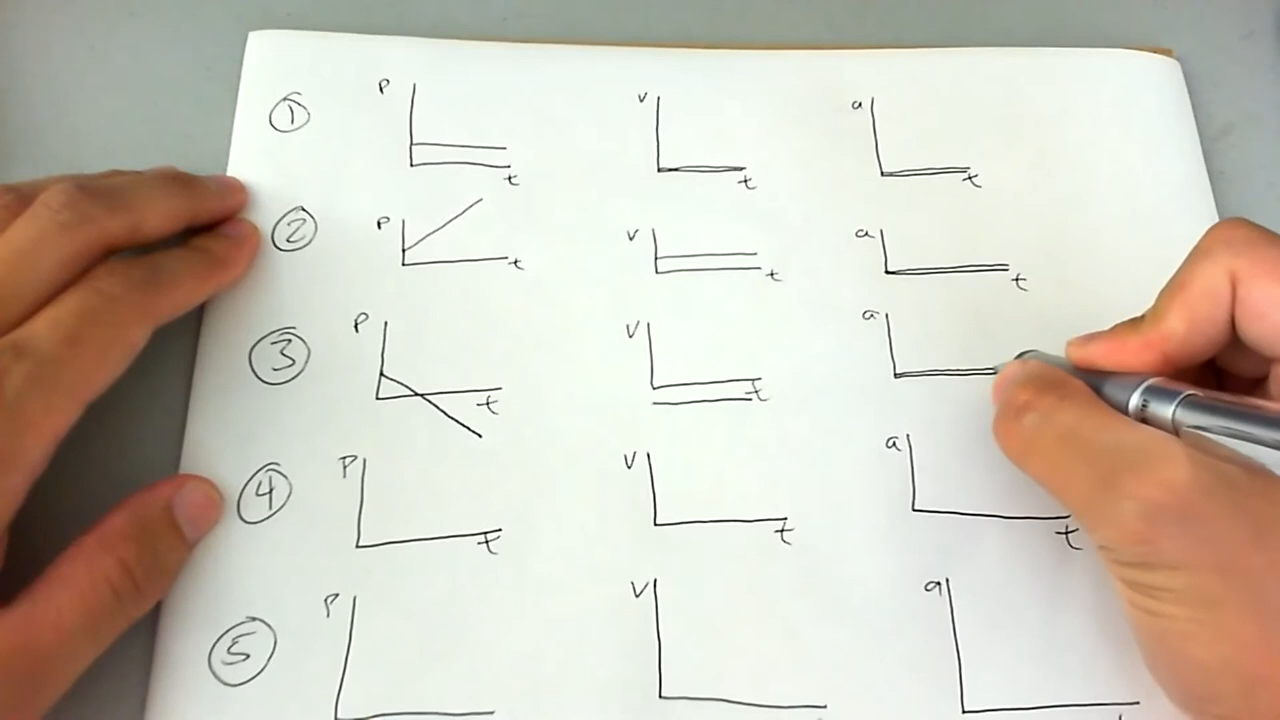 ① P t V t a t
② P t V t a t
③ P t V t a
④ P t V t a t
⑤ P V a